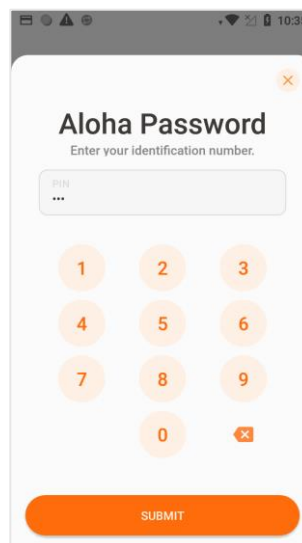 10:35
Aloha Password
Enter your identification number.
PIN
•••
1 2 3
4 5 6
7 8 9
0
SUBMIT